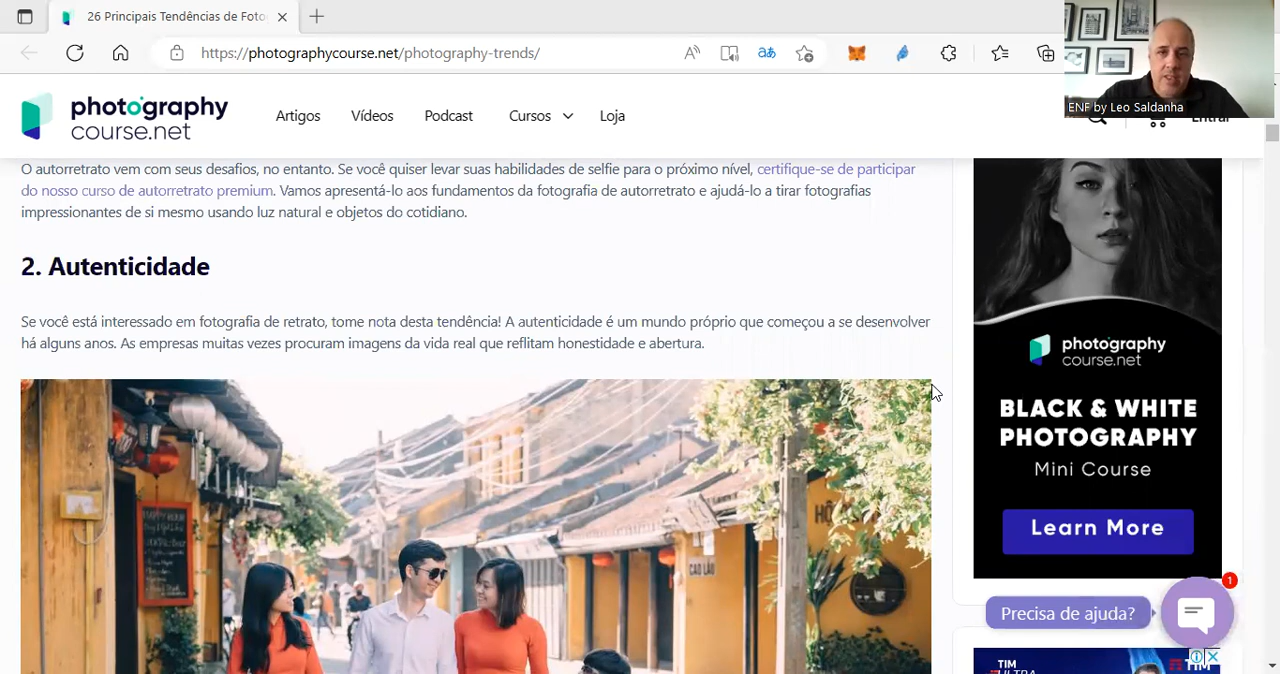 26 Principais Tendências de Foto
https://photographycourse.net/photography-trends/
ENF by Leo Saldanha
photography
course.net
Artigos
Vídeos
Podcast
Cursos
Loja
Entrar
O autorretrato vem com seus desafios, no entanto. Se você quiser levar suas habilidades de selfie para o próximo nível, certifique-se de participar
do nosso curso de autorretrato premium. Vamos apresentá-lo aos fundamentos da fotografia de autorretrato e ajudá-lo a tirar fotografias
impressionantes de si mesmo usando luz natural e objetos do cotidiano.
2. Autenticidade
Se você está interessado em fotografia de retrato, tome nota desta tendência! A autenticidade é um mundo próprio que começou a se desenvolver
há alguns anos. As empresas muitas vezes procuram imagens da vida real que reflitam honestidade e abertura.
HAPPY HOUR
CAO LẦU
photography
course.net
BLACK & WHITE
PHOTOGRAPHY
Mini Course
Learn More
1
Precisa de ajuda?
TIM
ULTRA
TIM